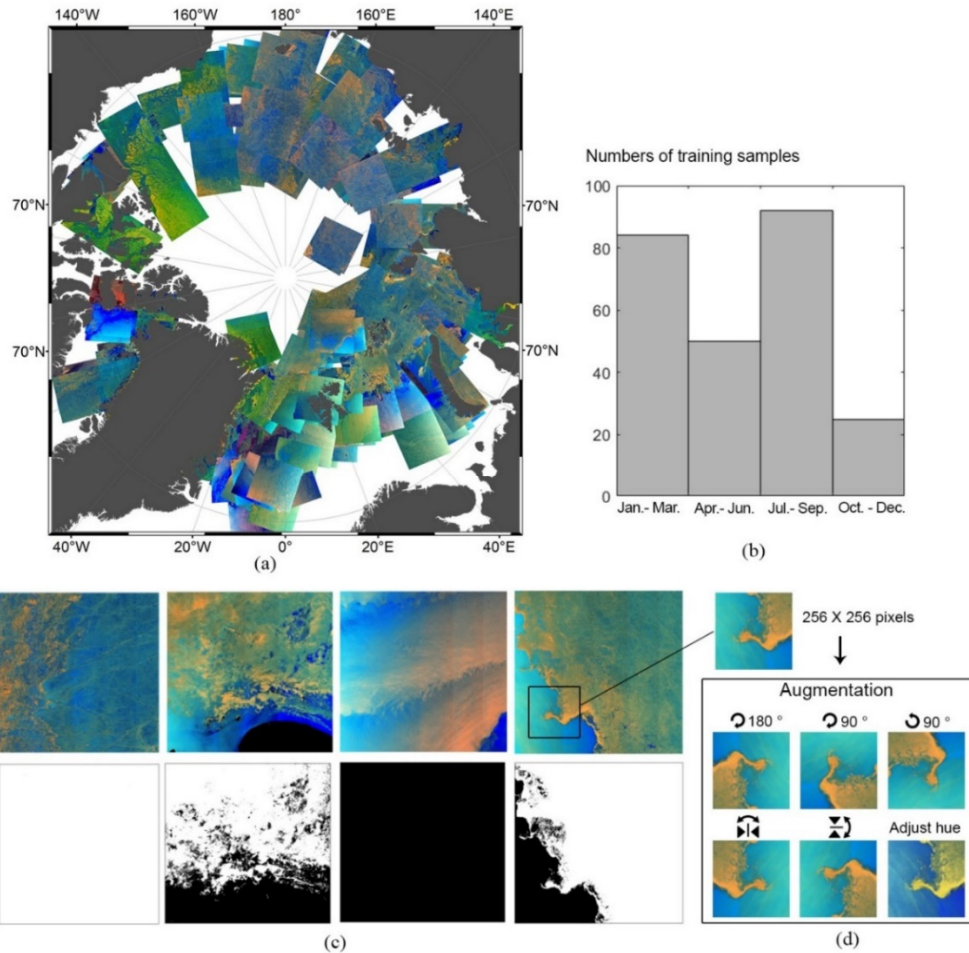 140°W 160°W 180° 160°E 140°E
70°N 70°N
70°N 70°N
40°W 20°W 0° 20°E 40°E
(a)
Numbers of training samples
100
80
60
40
20
0
Jan.- Mar. Apr.- Jun. Jul.- Sep. Oct. - Dec.
(b)
256 X 256 pixels
Augmentation
180 ° 90 ° 90 °
Adjust hue
(c)
(d)